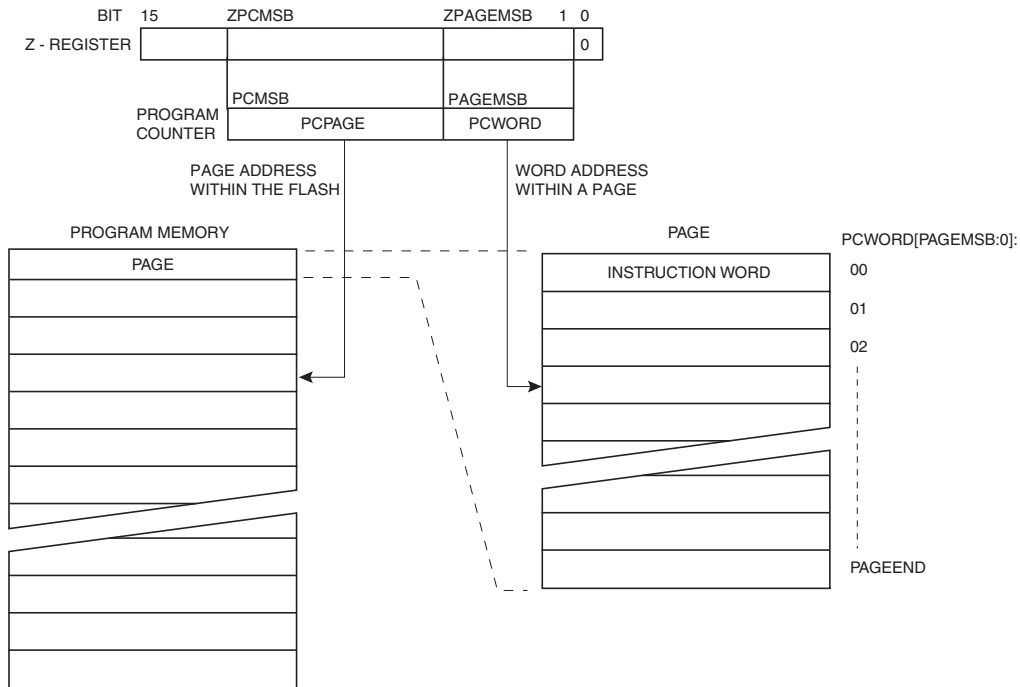 BIT 15 ZPCMSB ZPAGEMSB 1 0
Z - REGISTER 0
PCMSB PAGEMSB
PROGRAM
COUNTER
PCPAGE PCWORD
PAGE ADDRESS
WITHIN THE FLASH
WORD ADDRESS
WITHIN A PAGE
PROGRAM MEMORY
PAGE
PAGE
PCWORD[PAGEMSB:0]:
INSTRUCTION WORD
00
01
02
PAGEEND